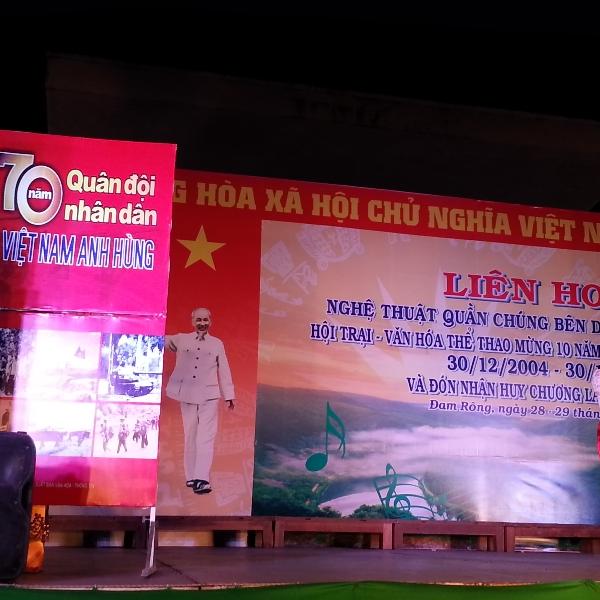 70 năm
Quân đội
nhân dân
VIỆT NAM ANH HÙNG
HÒA XÃ HỘI CHỦ NGHĨA VIỆT N
LIÊN HO
NGHỆ THUẬT QUẦN CHÚNG BÊN D
HỘI TRẠI - VĂN HÓA THỂ THAO MỪNG 10 NĂM
30/12/2004 - 30/1
VÀ ĐÓN NHẬN HUY CHƯƠNG LA
Đam Rông, ngày 28 - 29 thán